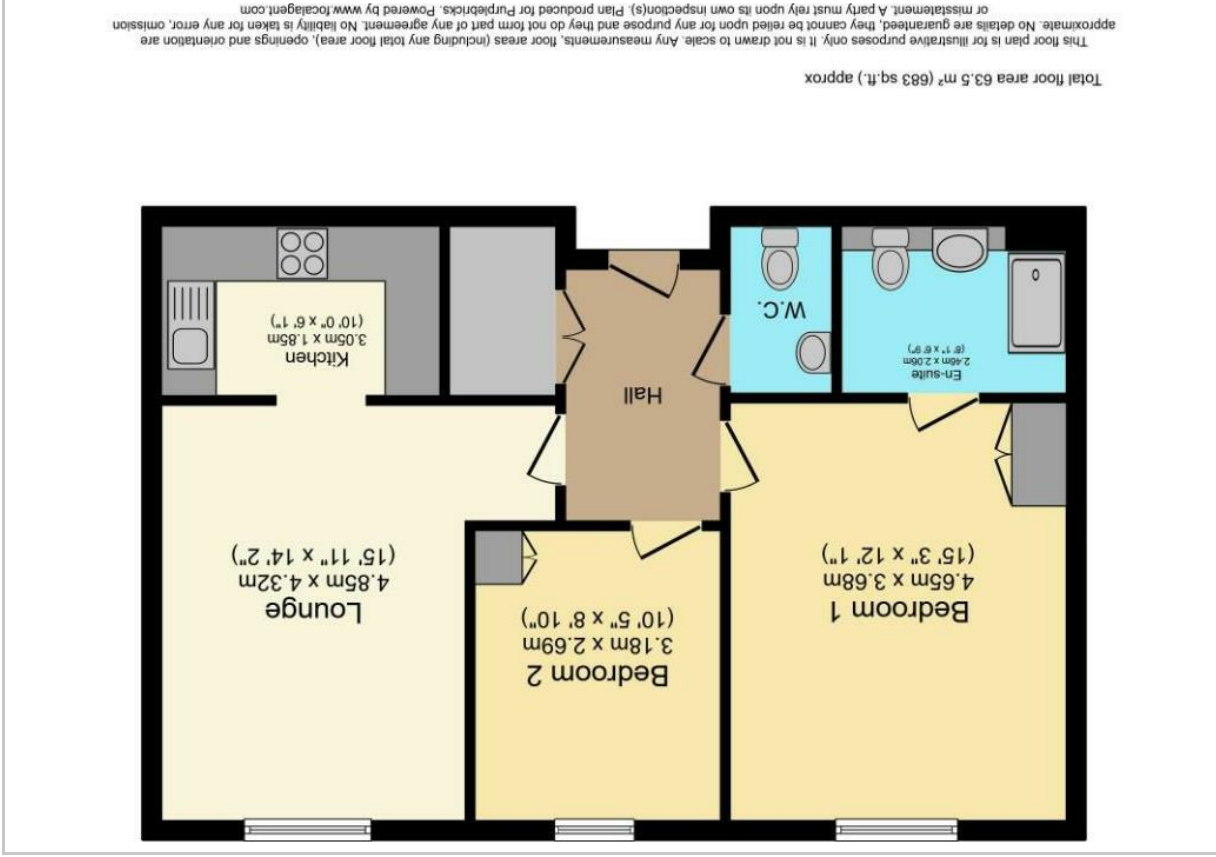 Bedroom 1
4.65m x 3.68m
(15' 3" x 12' 1")
Bedroom 2
3.18m x 2.69m
(10' 5" x 8' 10")
Lounge
4.85m x 4.32m
(15' 11" x 14' 2")
En-suite
2.46m x 2.06m
(8' 1" x 6' 9")
W.C.
Hall
Kitchen
3.05m x 1.85m
(10' 0" x 6' 1")
Total floor area 63.5 m² (683 sq.ft.) approx
This floor plan is for illustrative purposes only. It is not drawn to scale. Any measurements, floor areas (including any total floor area), openings and orientation are
approximate. No details are guaranteed, they cannot be relied upon for any purpose and they do not form part of any agreement. No liability is taken for any error, omission
or misstatement. A party must rely upon its own inspection(s). Plan produced for Purplebricks. Powered by www.focalagent.com